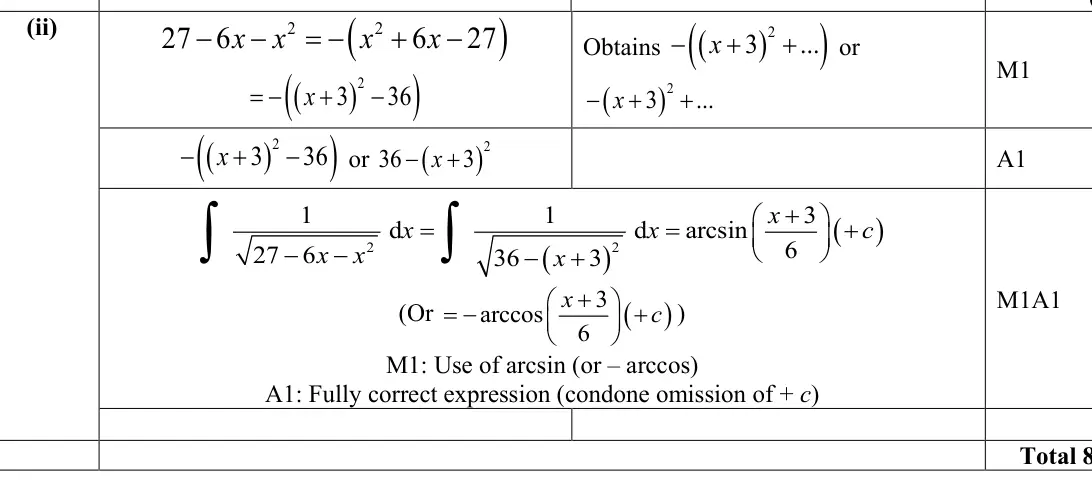 (ii)
27 − 6x − x² = −(x² + 6x − 27)
= −((x + 3)² − 36)
Obtains −((x + 3)² + ...) or
−(x + 3)² + ...
M1
−((x + 3)² − 36) or 36 − (x + 3)²
A1
∫ 1/√(27 − 6x − x²) dx = ∫ 1/√(36 − (x + 3)²) dx = arcsin((x + 3)/6)(+c)
(Or = −arccos((x + 3)/6)(+c))
M1: Use of arcsin (or – arccos)
A1: Fully correct expression (condone omission of + c)
M1A1
Total 8